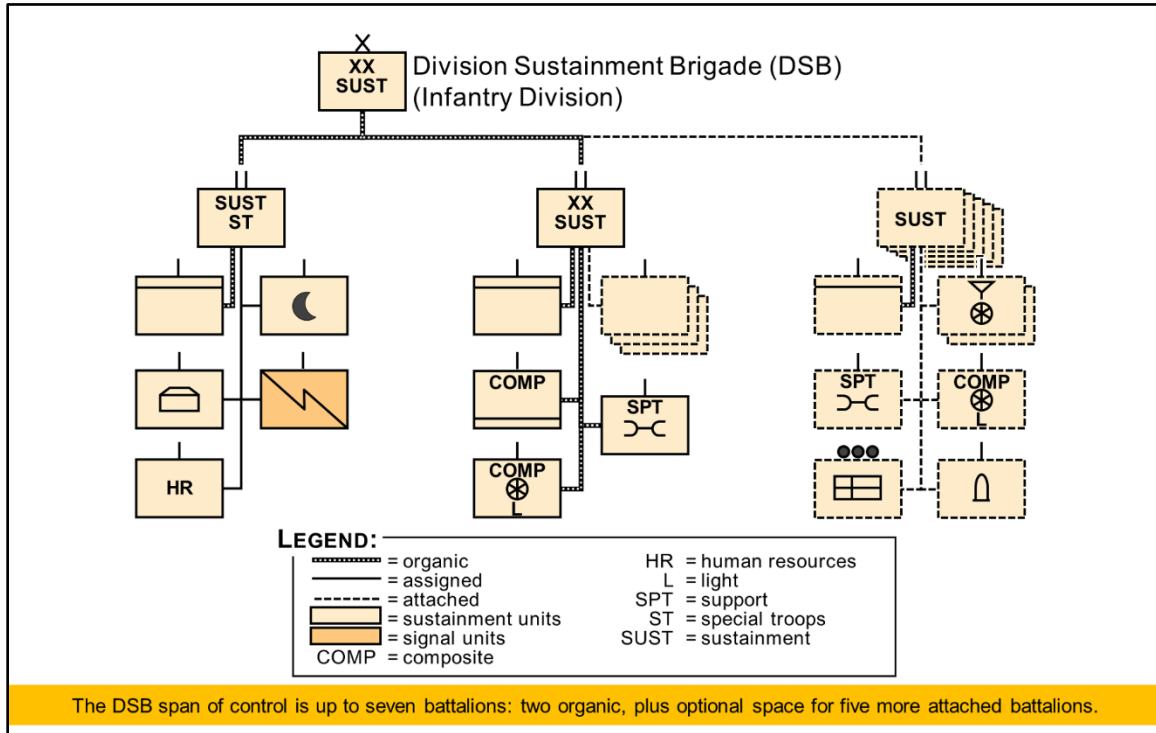 X
XX
SUST
Division Sustainment Brigade (DSB)
(Infantry Division)
SUST
ST
XX
SUST
SUST
COMP
SPT
HR
COMP
L
SPT
COMP
L
LEGEND:
= organic
= assigned
= attached
= sustainment units
= signal units
COMP = composite
HR = human resources
L = light
SPT = support
ST = special troops
SUST = sustainment
The DSB span of control is up to seven battalions: two organic, plus optional space for five more attached battalions.